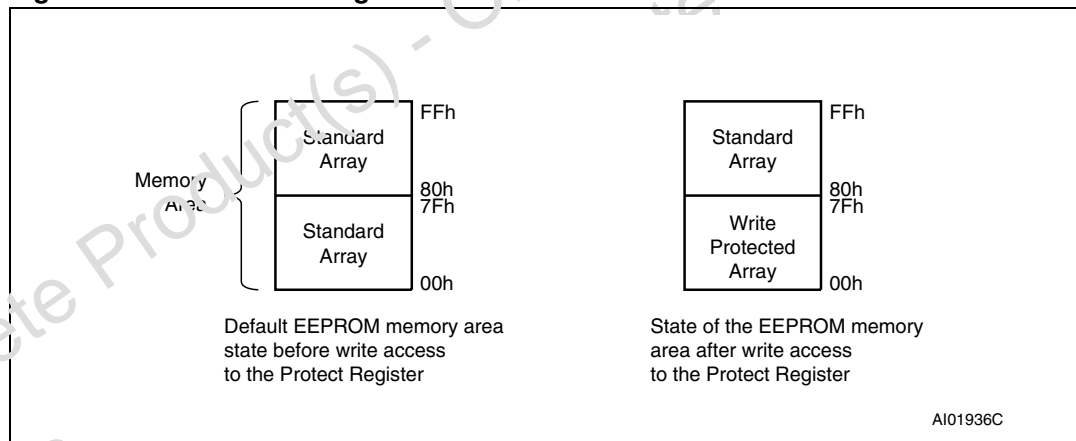 Product(s) -
FFh
Standard
Array
Memory
Area
80h
7Fh
Standard
Array
00h
Default EEPROM memory area
state before write access
to the Protect Register
FFh
Standard
Array
80h
7Fh
Write
Protected
Array
00h
State of the EEPROM memory
area after write access
to the Protect Register
AI01936C